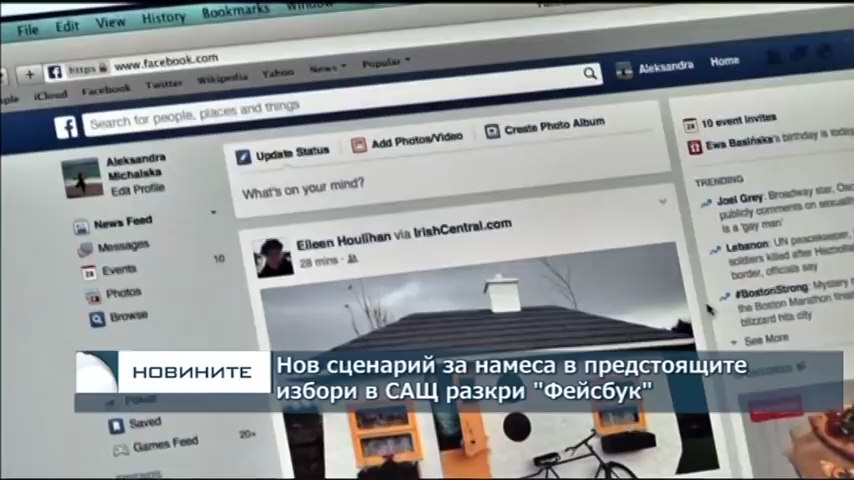 File Edit View History Bookmarks Window
https www.facebook.com
iCloud Facebook Twitter Wikipedia Yahoo News Popular
Search for people, places and things
Aleksandra Home
Aleksandra
Michalska
Edit Profile
News Feed
Messages 10
Events
Photos
Browse
Saved
Games Feed 20+
Update Status Add Photos/Video Create Photo Album
What's on your mind?
Eileen Houlihan via IrishCentral.com
28 mins
10 event invites
Ewa Basińska's birthday is today
TRENDING
Joel Grey: Broadway star,
publicly comments on
is a 'gay man'
Lebanon: UN peacekeeper,
soldiers killed after
border, officials say
#BostonStrong: Mystery
the Boston Marathon finish
blizzard hits city
See More
НОВИНИТЕ
Нов сценарий за намеса в предстоящите
избори в САЩ разкри "Фейсбук"